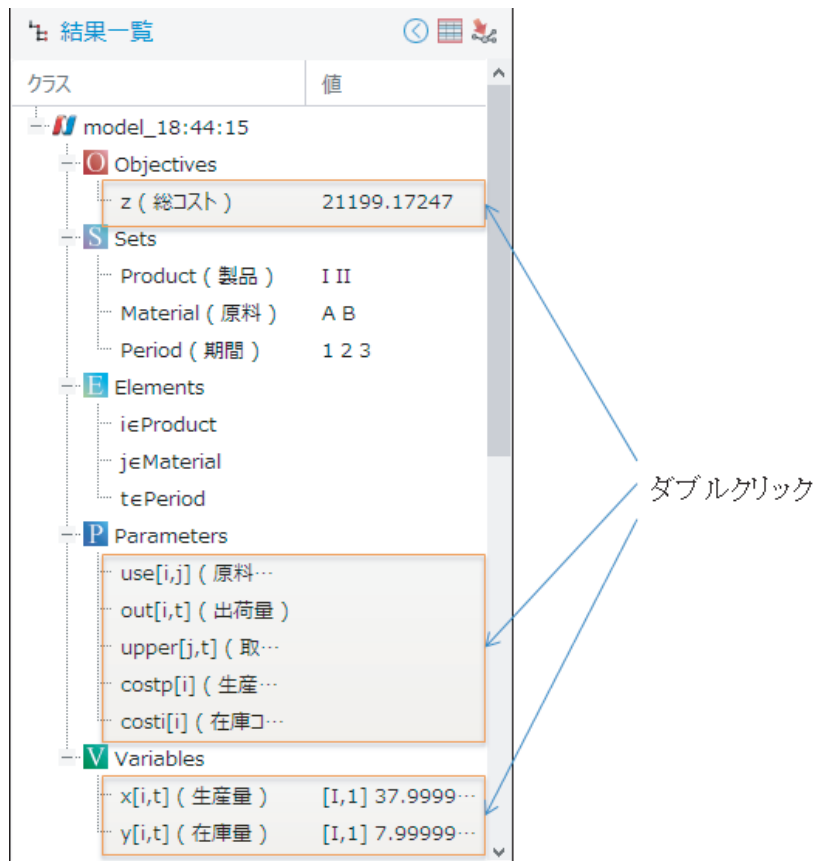 結果一覧
クラス 値
model_18:44:15
O Objectives
z ( 総コスト ) 21199.17247
S Sets
Product ( 製品 ) I II
Material ( 原料 ) A B
Period ( 期間 ) 1 2 3
E Elements
i∈Product
j∈Material
t∈Period
ダブルクリック
P Parameters
use[i,j] ( 原料…
out[i,t] ( 出荷量 )
upper[j,t] ( 取…
costp[i] ( 生産…
costi[i] ( 在庫コ…
V Variables
x[i,t] ( 生産量 ) [I,1] 37.9999…
y[i,t] ( 在庫量 ) [I,1] 7.99999…